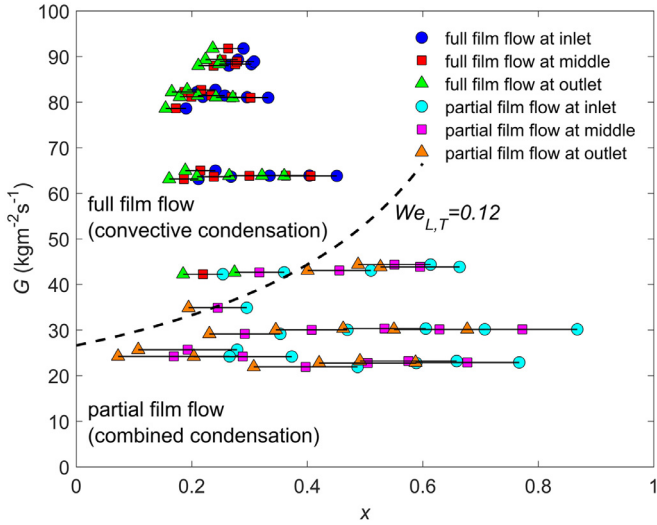 100
90
80
70
60
50
40
30
20
10
0
0
0.2
0.4
0.6
0.8
1
G (kgm⁻²s⁻¹)
x
full film flow at inlet
full film flow at middle
full film flow at outlet
partial film flow at inlet
partial film flow at middle
partial film flow at outlet
full film flow
(convective condensation)
We_{L,T}=0.12
partial film flow
(combined condensation)